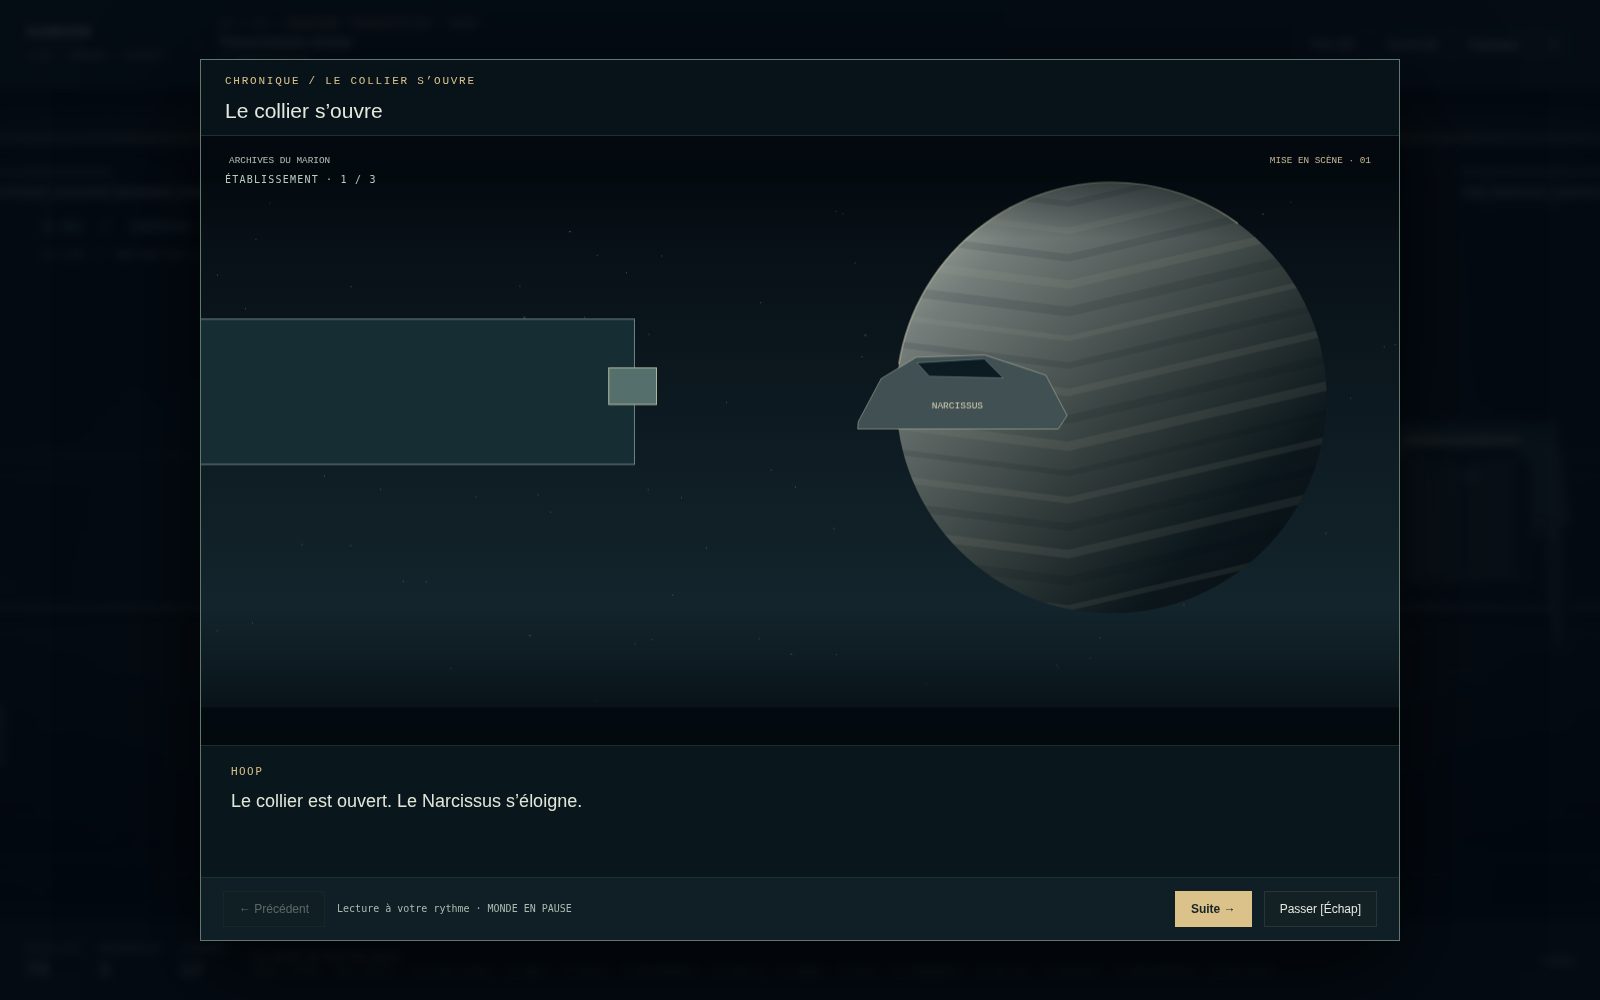 CHRONIQUE / LE COLLIER S’OUVRE
Le collier s’ouvre
ARCHIVES DU MARION
MISE EN SCÈNE · 01
ÉTABLISSEMENT · 1 / 3
NARCISSUS
HOOP
Le collier est ouvert. Le Narcissus s’éloigne.
← Précédent
Lecture à votre rythme · MONDE EN PAUSE
Suite →
Passer [Échap]